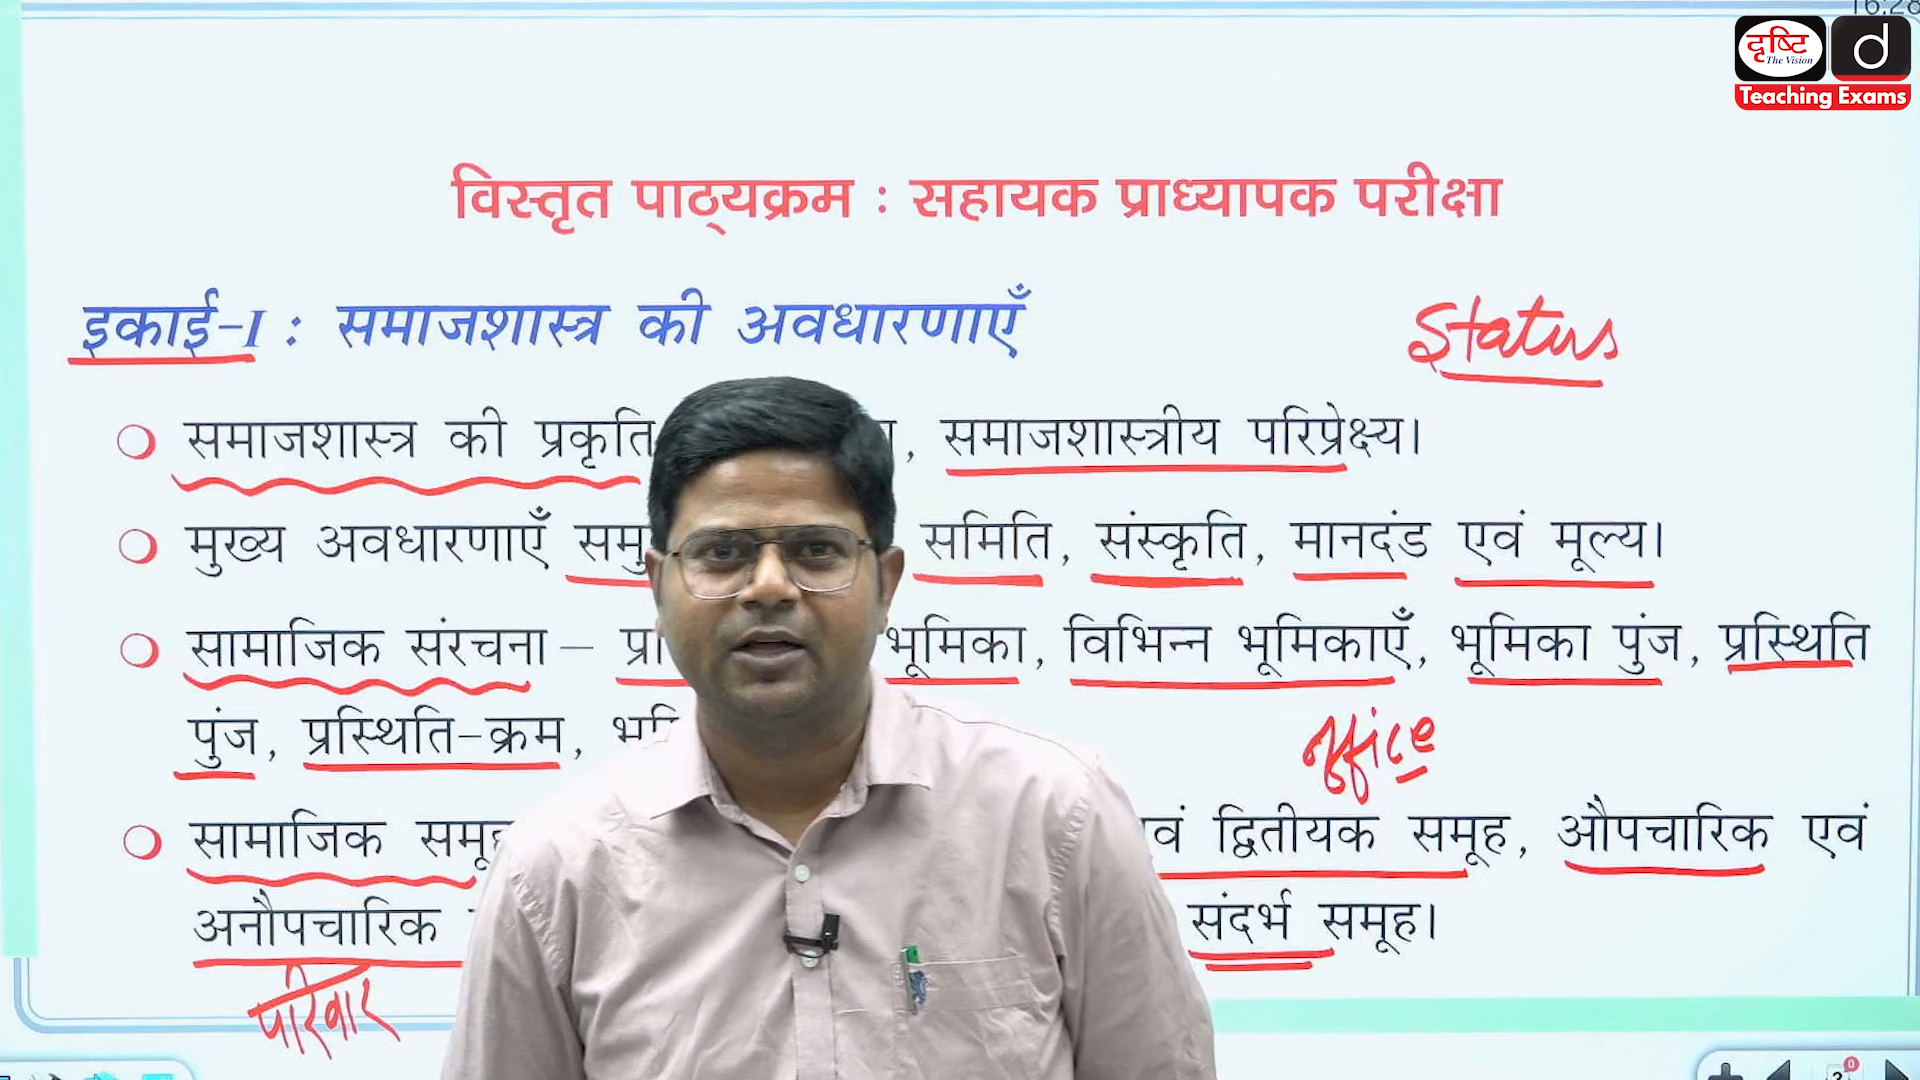 16:28
दृष्टि
The Vision
d
Teaching Exams
विस्तृत पाठ्यक्रम : सहायक प्राध्यापक परीक्षा
इकाई-I : समाजशास्त्र की अवधारणाएँ
Status
समाजशास्त्र की प्रकृति , समाजशास्त्रीय परिप्रेक्ष्य।
मुख्य अवधारणाएँ समिति, संस्कृति, मानदंड एवं मूल्य।
सामाजिक संरचना – भूमिका, विभिन्न भूमिकाएँ, भूमिका पुंज, प्रस्थिति
पुंज, प्रस्थिति-क्रम,
office
सामाजिक द्वितीयक समूह, औपचारिक एवं
अनौपचारिक संदर्भ समूह।
परिवार